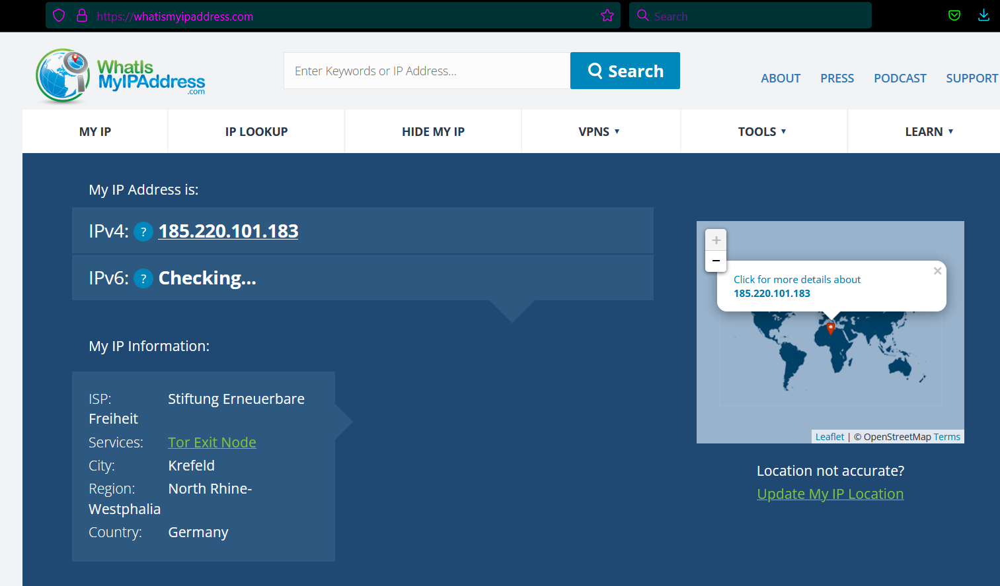 https://whatismyipaddress.com
Search
WhatIs
MyIPAddress
.com
Enter Keywords or IP Address...
Search
ABOUT PRESS PODCAST SUPPORT
MY IP IP LOOKUP HIDE MY IP VPNS ▼ TOOLS ▼ LEARN ▼
My IP Address is:
IPv4: ? 185.220.101.183
IPv6: ? Checking...
+
−
Click for more details about
185.220.101.183
×
Leaflet | © OpenStreetMap Terms
Location not accurate?
Update My IP Location
My IP Information:
ISP: Stiftung Erneuerbare
Freiheit
Services: Tor Exit Node
City: Krefeld
Region: North Rhine-
Westphalia
Country: Germany